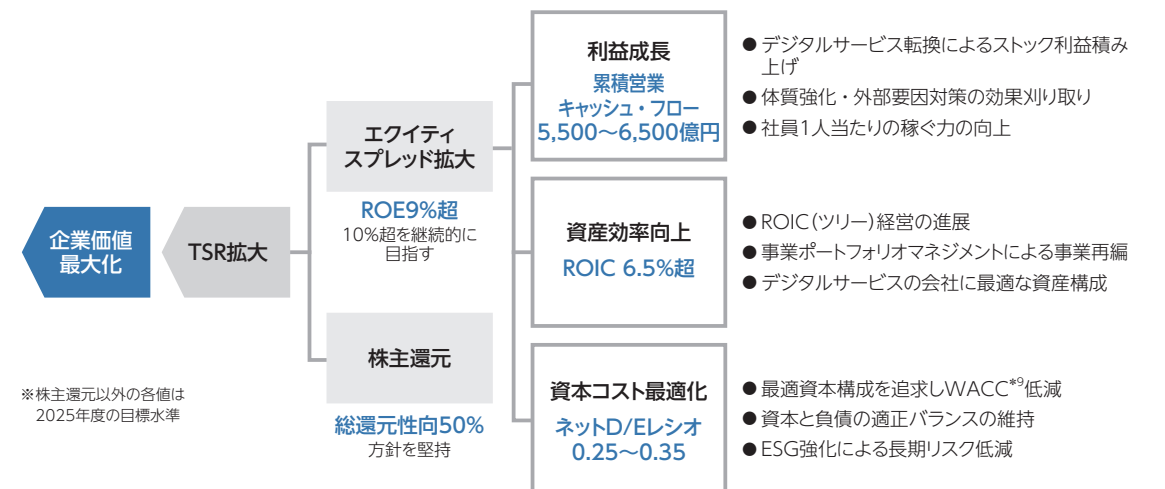 企業価値
最大化
TSR拡大
エクイティ
スプレッド拡大
ROE9%超
10%超を継続的に
目指す
株主還元
総還元性向50%
方針を堅持
※株主還元以外の各値は
2025年度の目標水準
利益成長
累積営業
キャッシュ・フロー
5,500〜6,500億円
● デジタルサービス転換によるストック利益積み
上げ
● 体質強化・外部要因対策の効果刈り取り
● 社員1人当たりの稼ぐ力の向上
資産効率向上
ROIC 6.5%超
● ROIC(ツリー)経営の進展
● 事業ポートフォリオマネジメントによる事業再編
● デジタルサービスの会社に最適な資産構成
資本コスト最適化
ネットD/Eレシオ
0.25〜0.35
● 最適資本構成を追求しWACC*9低減
● 資本と負債の適正バランスの維持
● ESG強化による長期リスク低減